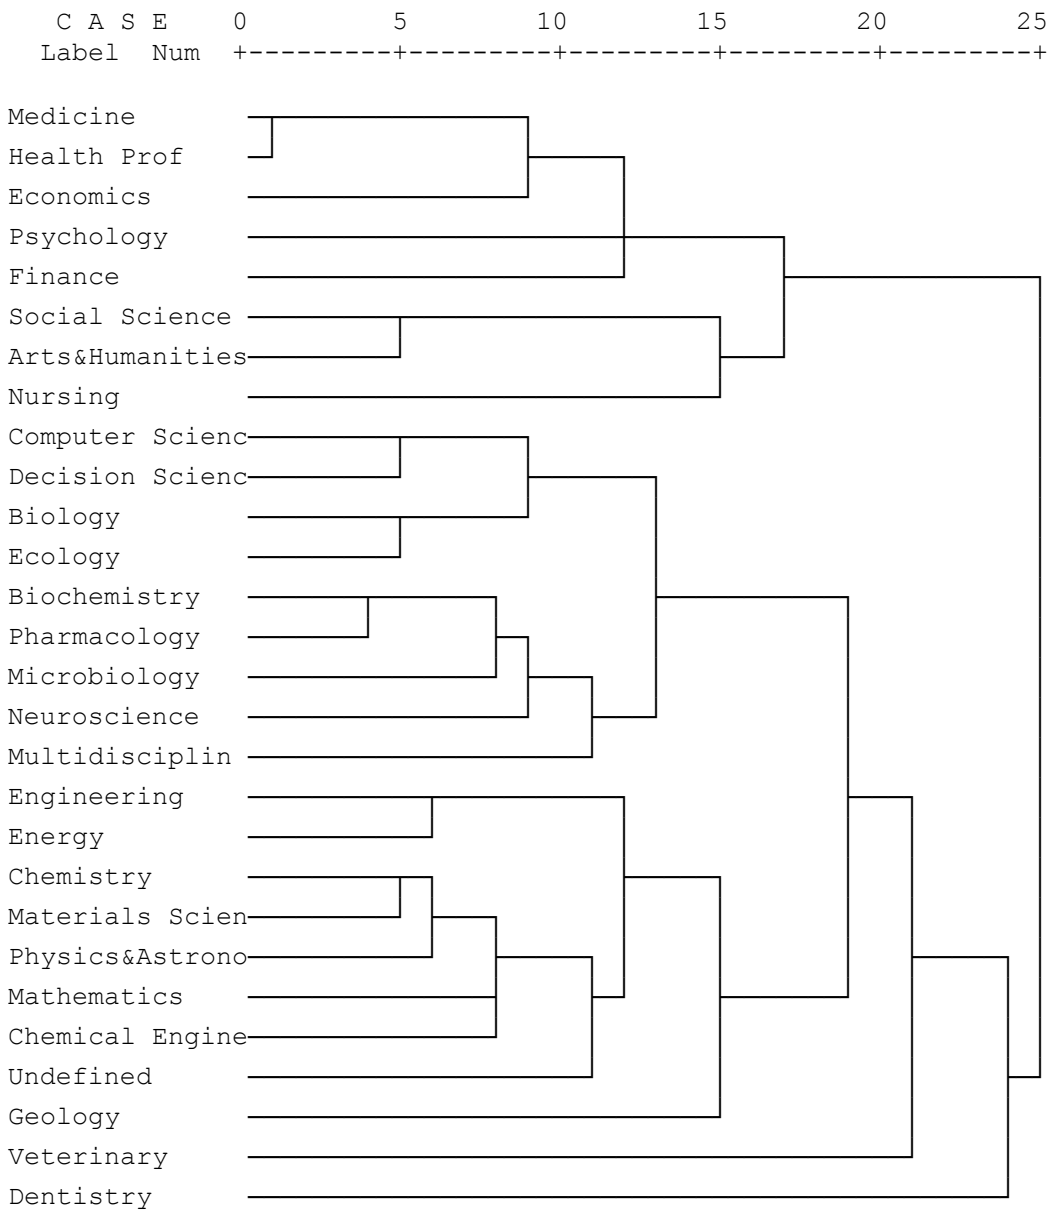 C A S E 0 5 10 15 20 25
Label Num +---------+---------+---------+---------+---------+
Medicine
Health Prof
Economics
Psychology
Finance
Social Science
Arts&Humanities
Nursing
Computer Scienc
Decision Scienc
Biology
Ecology
Biochemistry
Pharmacology
Microbiology
Neuroscience
Multidisciplin
Engineering
Energy
Chemistry
Materials Scien
Physics&Astrono
Mathematics
Chemical Engine
Undefined
Geology
Veterinary
Dentistry